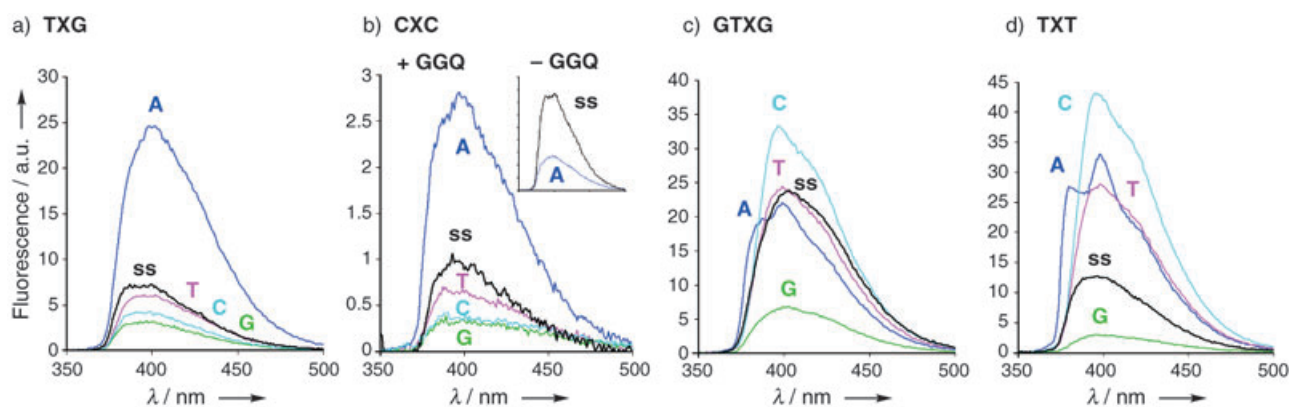 a) TXG
Fluorescence / a.u.
30
25
20
15
10
5
0
A
ss
T
C
G
350 400 450 500
λ / nm
b) CXC
+ GGQ
– GGQ
3
2.5
2
1.5
1
0.5
0
A
ss
T
C
G
ss
A
350 400 450 500
λ / nm
c) GTXG
40
35
30
25
20
15
10
5
0
C
T
ss
A
G
350 400 450 500
λ / nm
d) TXT
45
40
35
30
25
20
15
10
5
0
C
A
T
ss
G
350 400 450 500
λ / nm